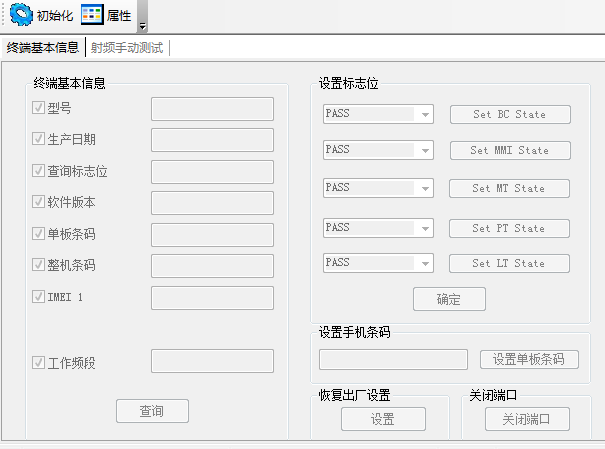 初始化 属性
终端基本信息 射频手动测试
终端基本信息
型号
生产日期
查询标志位
软件版本
单板条码
整机条码
IMEI 1
工作频段
查询
设置标志位
PASS Set BC State
PASS Set MMI State
PASS Set MT State
PASS Set PT State
PASS Set LT State
确定
设置手机条码
设置单板条码
恢复出厂设置
设置
关闭端口
关闭端口